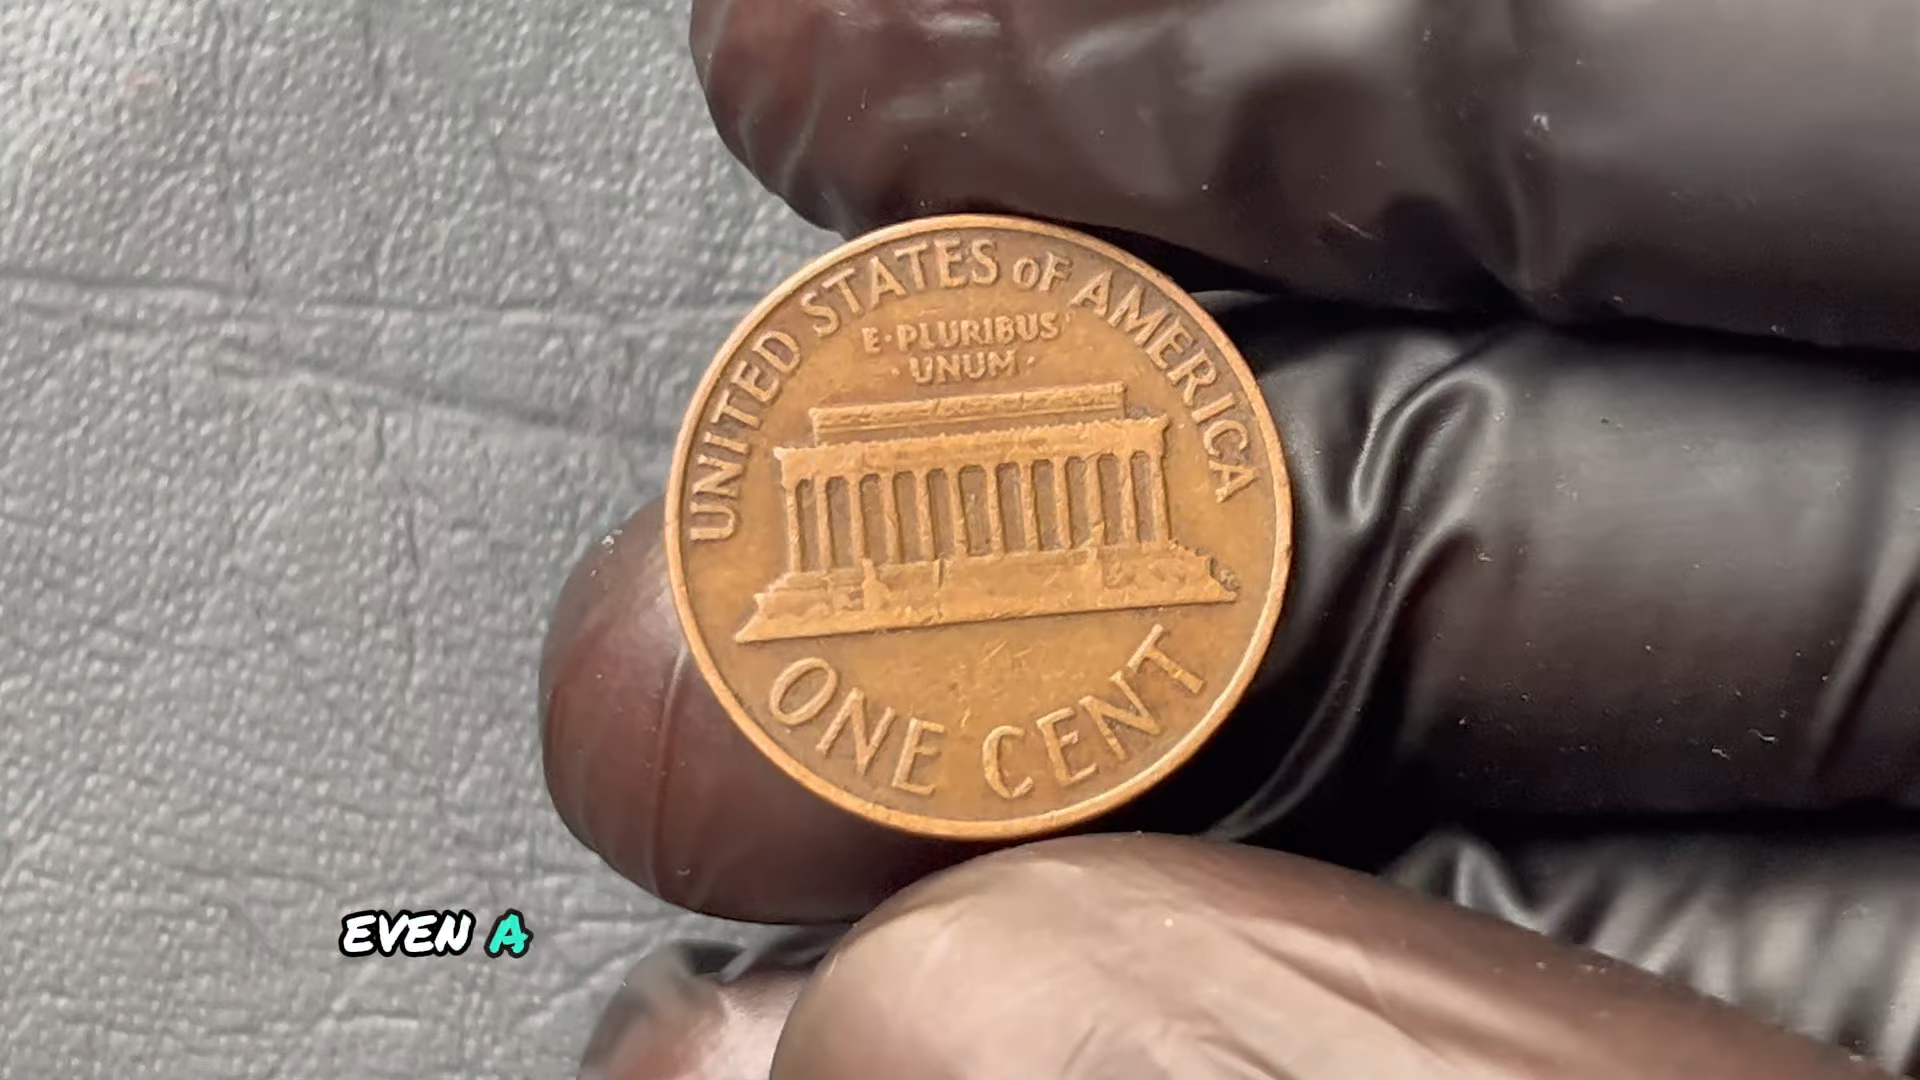 UNITED STATES OF AMERICA
E·PLURIBUS
·UNUM·
ONE CENT
EVEN A